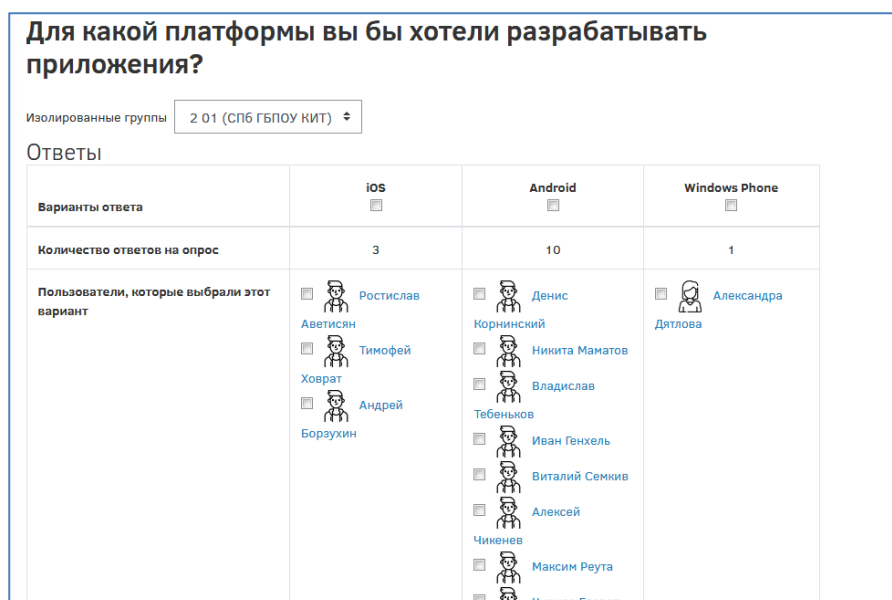 Для какой платформы вы бы хотели разрабатывать
приложения?
Изолированные группы 2 01 (СПб ГБПОУ КИТ)
Ответы
Варианты ответа iOS Android Windows Phone
Количество ответов на опрос 3 10 1
Пользователи, которые выбрали этот
вариант
Ростислав
Аветисян
Тимофей
Ховрат
Андрей
Борзухин
Денис
Корнинский
Никита Маматов
Владислав
Тебеньков
Иван Генхель
Виталий Семкив
Алексей
Чикенев
Максим Реута
Александра
Дятлова